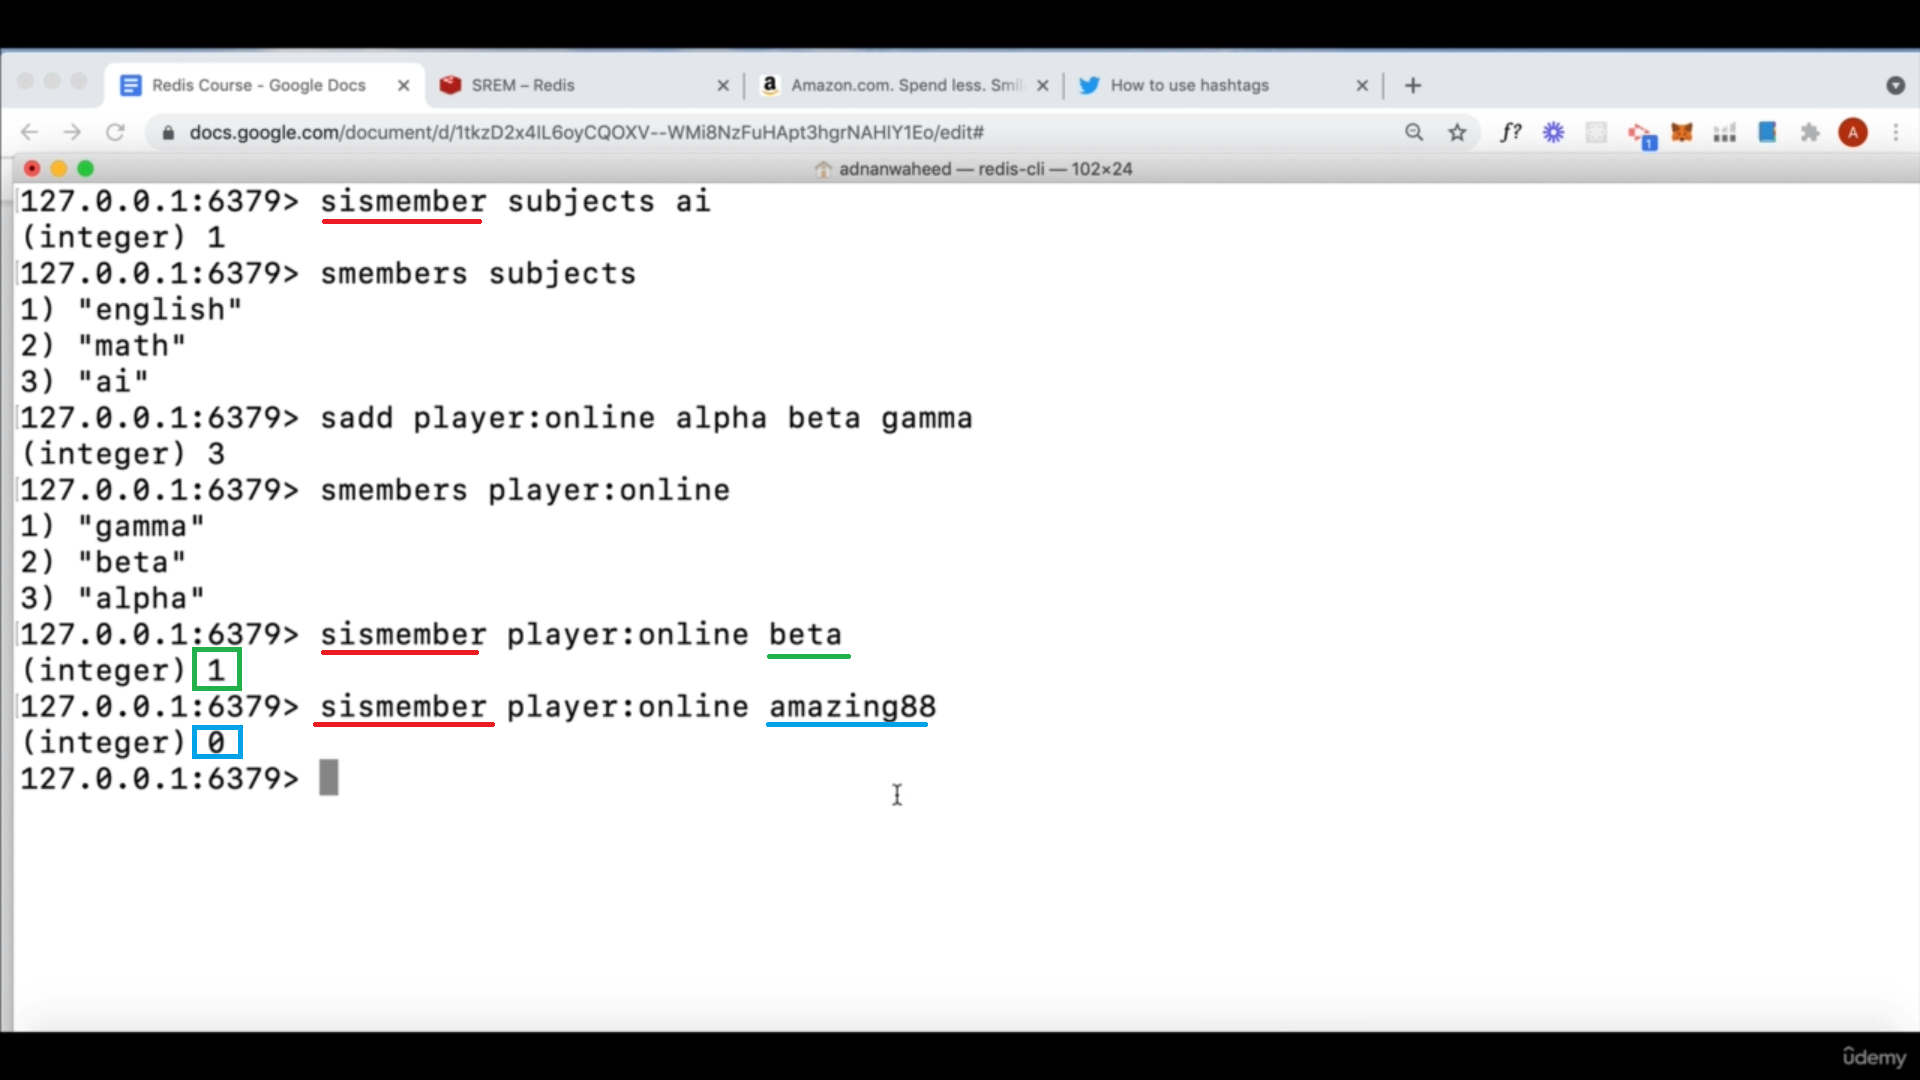 Redis Course - Google Docs
SREM – Redis
Amazon.com. Spend less. Smil
How to use hashtags
docs.google.com/document/d/1tkzD2x4IL6oyCQOXV--WMi8NzFuHApt3hgrNAHIY1Eo/edit#
f?
1
A
adnanwaheed — redis-cli — 102×24
127.0.0.1:6379> sismember subjects ai
(integer) 1
127.0.0.1:6379> smembers subjects
1) "english"
2) "math"
3) "ai"
127.0.0.1:6379> sadd player:online alpha beta gamma
(integer) 3
127.0.0.1:6379> smembers player:online
1) "gamma"
2) "beta"
3) "alpha"
127.0.0.1:6379> sismember player:online beta
(integer) 1
127.0.0.1:6379> sismember player:online amazing88
(integer) 0
127.0.0.1:6379>
ûdemy